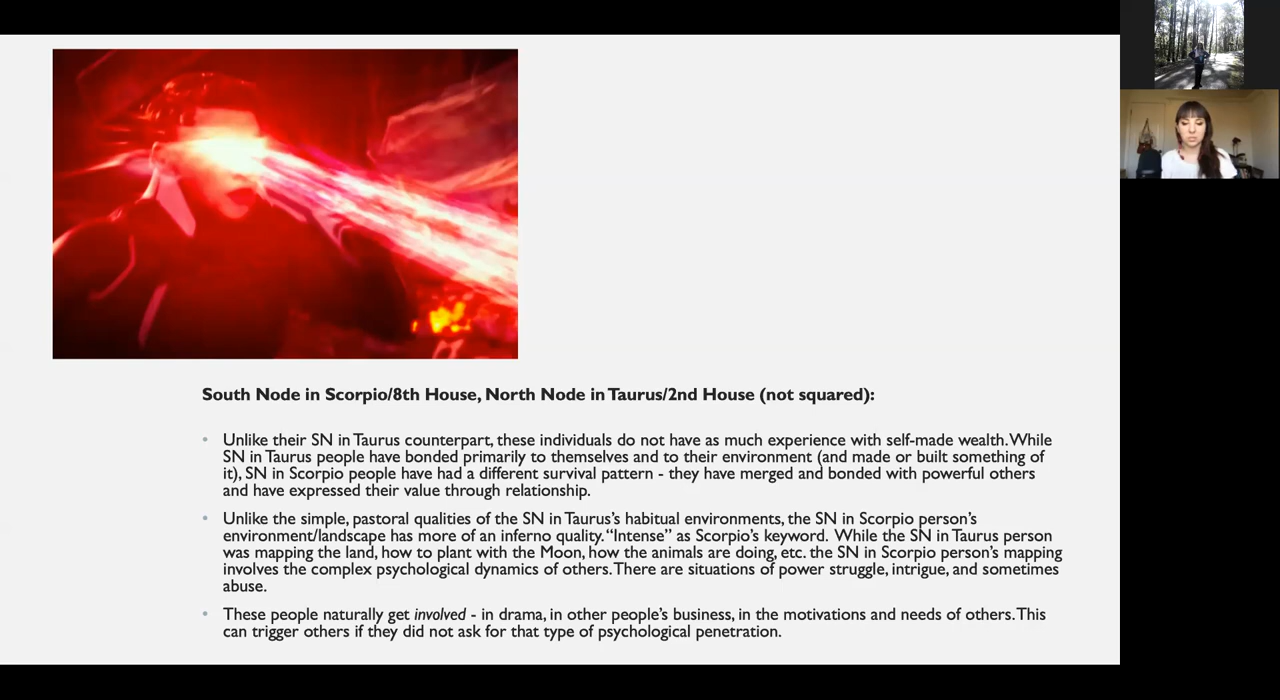 South Node in Scorpio/8th House, North Node in Taurus/2nd House (not squared):
• Unlike their SN in Taurus counterpart, these individuals do not have as much experience with self-made wealth. While
SN in Taurus people have bonded primarily to themselves and to their environment (and made or built something of
it), SN in Scorpio people have had a different survival pattern - they have merged and bonded with powerful others
and have expressed their value through relationship.
• Unlike the simple, pastoral qualities of the SN in Taurus's habitual environments, the SN in Scorpio person's
environment/landscape has more of an inferno quality. “Intense” as Scorpio's keyword. While the SN in Taurus person
was mapping the land, how to plant with the Moon, how the animals are doing, etc. the SN in Scorpio person's mapping
involves the complex psychological dynamics of others. There are situations of power struggle, intrigue, and sometimes
abuse.
• These people naturally get involved - in drama, in other people's business, in the motivations and needs of others. This
can trigger others if they did not ask for that type of psychological penetration.